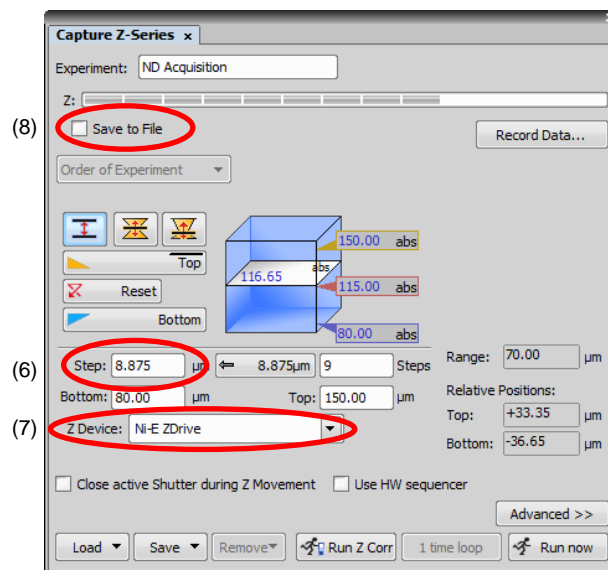 Capture Z-Series x
Experiment: ND Acquisition
Z:
(8) Save to File Record Data...
Order of Experiment
150.00 abs
Top
116.65 abs
115.00 abs
Reset
Bottom
80.00 abs
(6) Step: 8.875 µm 8.875µm 9 Steps Range: 70.00 µm
Bottom: 80.00 µm Top: 150.00 µm Relative Positions:
Top: +33.35 µm
(7) Z Device: Ni-E ZDrive
Bottom: -36.65 µm
Close active Shutter during Z Movement Use HW sequencer
Advanced >>
Load Save Remove Run Z Corr 1 time loop Run now